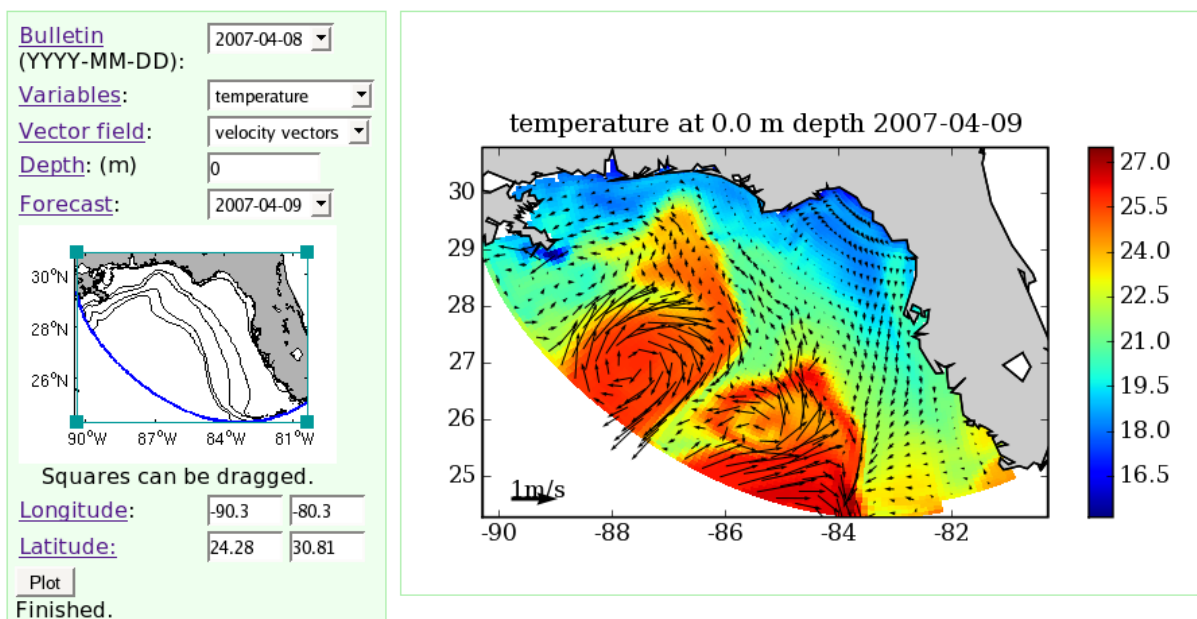 Bulletin
(YYYY-MM-DD):
2007-04-08
Variables:
temperature
Vector field:
velocity vectors
Depth: (m)
0
Forecast:
2007-04-09
30°N
28°N
26°N
90°W 87°W 84°W 81°W
Squares can be dragged.
Longitude:
-90.3 -80.3
Latitude:
24.28 30.81
Plot
Finished.
temperature at 0.0 m depth 2007-04-09
30
29
28
27
26
25
1m/s
-90 -88 -86 -84 -82
27.0
25.5
24.0
22.5
21.0
19.5
18.0
16.5